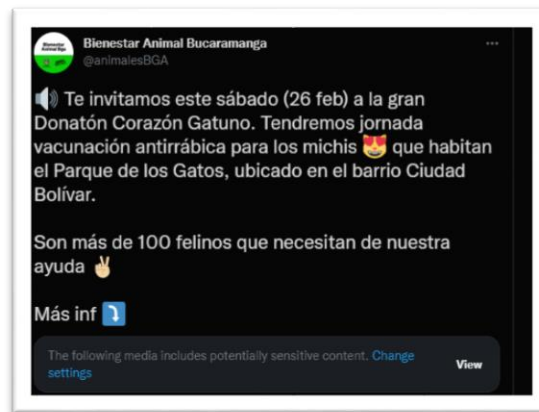 Bienestar Animal Bucaramanga
@animalesBGA
🔊 Te invitamos este sábado (26 feb) a la gran
Donatón Corazón Gatuno. Tendremos jornada
vacunación antirrábica para los michis 😻 que habitan
el Parque de los Gatos, ubicado en el barrio Ciudad
Bolívar.
Son más de 100 felinos que necesitan de nuestra
ayuda ✌🏻
Más inf ⤵️
The following media includes potentially sensitive content. Change
settings
View